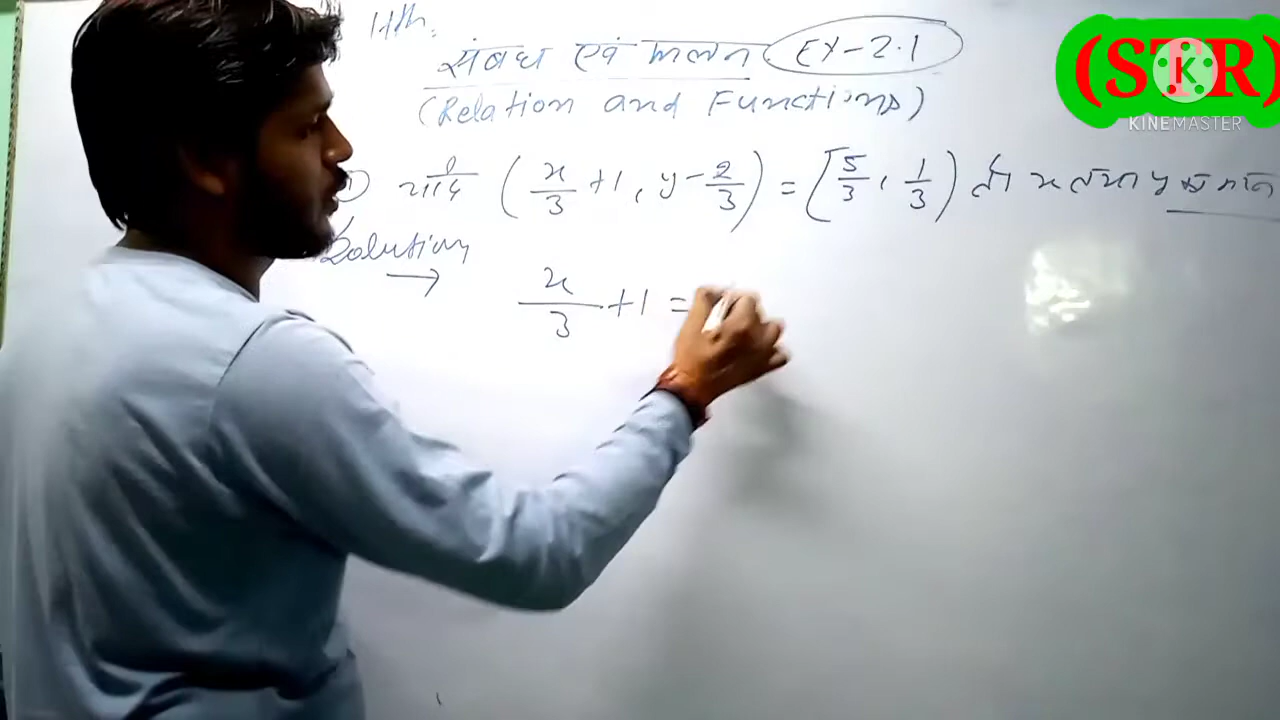 11th.
संबंध एवं फलन EX-2.1
(Relation and Functions)
यदि (x/3 +1, y-2/3) = (5/3, 1/3) तो x तथा y
Solution
→
x/3 +1 =
(STR)
K
KINEMASTER